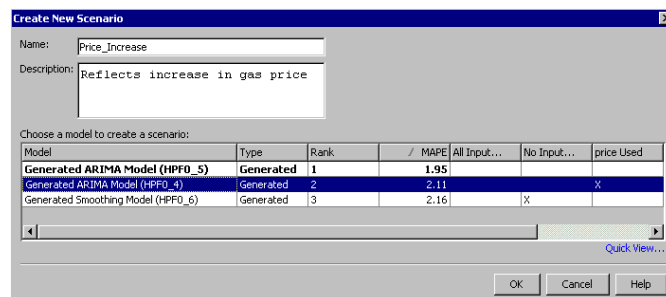 Create New Scenario
Name: Price_Increase
Description: Reflects increase in gas price
Choose a model to create a scenario:
Model Type Rank / MAPE All Input... No Input... price Used
Generated ARIMA Model (HPF0_5) Generated 1 1.95
Generated ARIMA Model (HPF0_4) Generated 2 2.11 X
Generated Smoothing Model (HPF0_6) Generated 3 2.16 X
Quick View...
OK Cancel Help